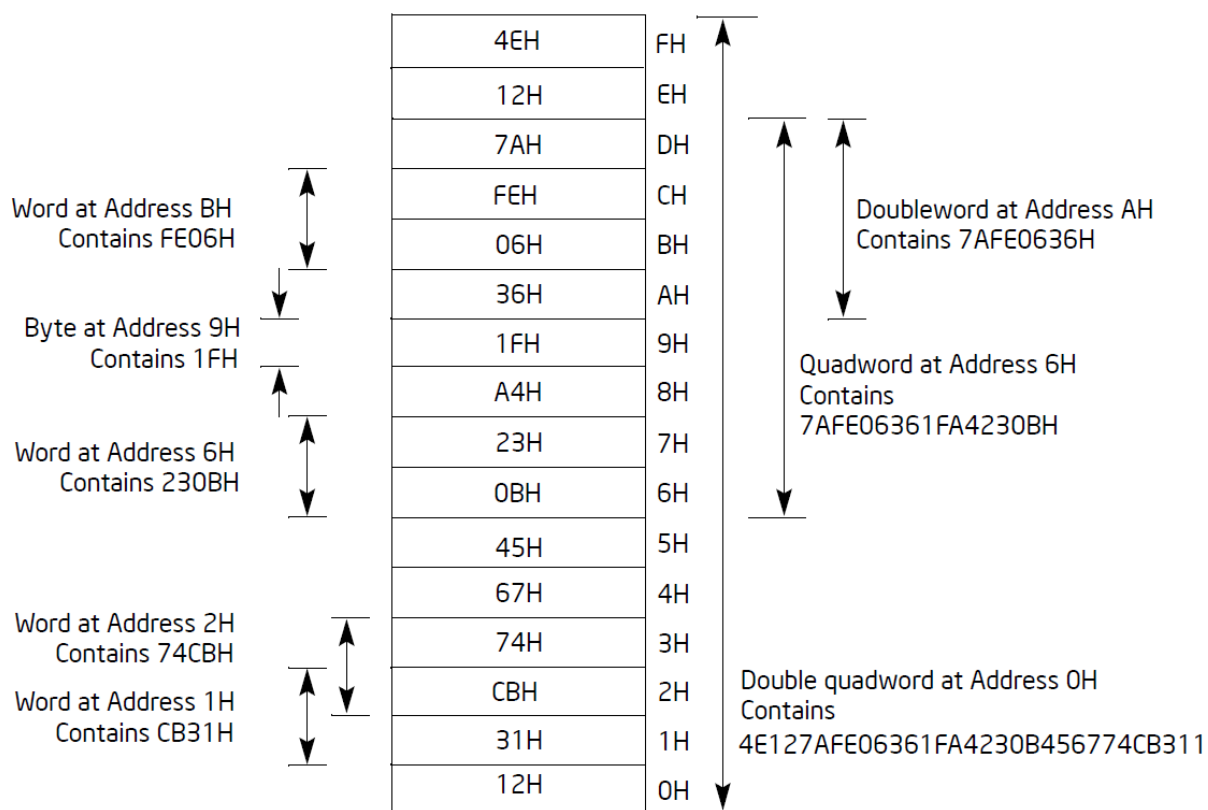 4EH FH
12H EH
7AH DH
FEH CH
Word at Address BH
Contains FE06H
06H BH
Doubleword at Address AH
Contains 7AFE0636H
36H AH
Byte at Address 9H
Contains 1FH
1FH 9H
A4H 8H
Quadword at Address 6H
Contains
7AFE06361FA4230BH
23H 7H
Word at Address 6H
Contains 230BH
0BH 6H
45H 5H
67H 4H
Word at Address 2H
Contains 74CBH
74H 3H
CBH 2H
Word at Address 1H
Contains CB31H
31H 1H
Double quadword at Address 0H
Contains
4E127AFE06361FA4230B456774CB311
12H 0H